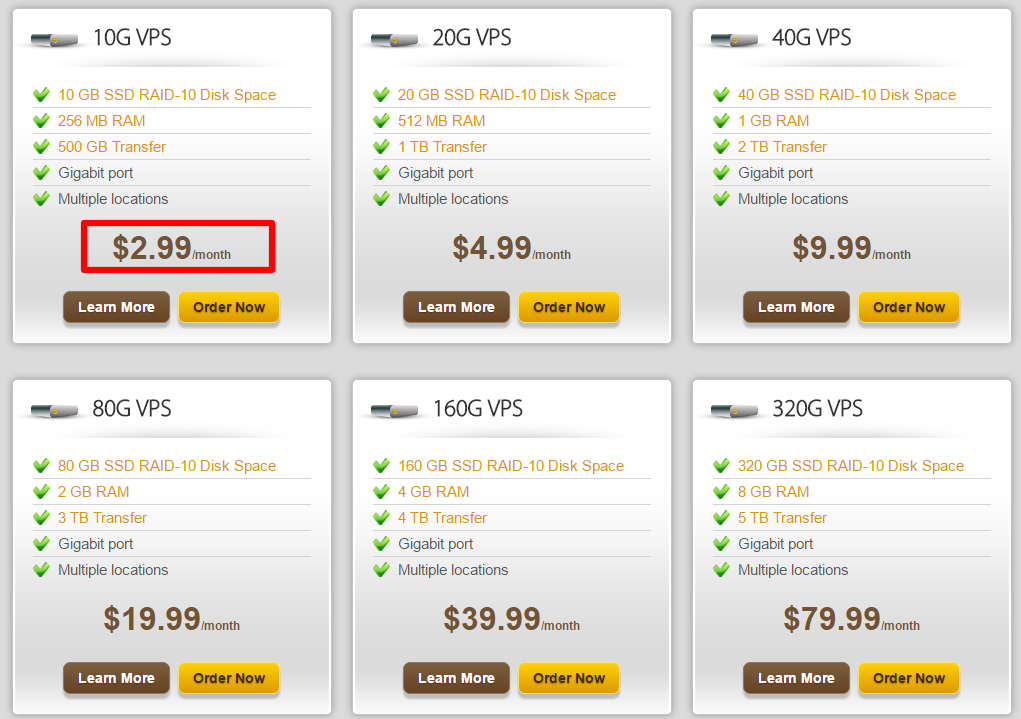 10G VPS
10 GB SSD RAID-10 Disk Space
256 MB RAM
500 GB Transfer
Gigabit port
Multiple locations
$2.99/month
Learn More
Order Now
20G VPS
20 GB SSD RAID-10 Disk Space
512 MB RAM
1 TB Transfer
Gigabit port
Multiple locations
$4.99/month
Learn More
Order Now
40G VPS
40 GB SSD RAID-10 Disk Space
1 GB RAM
2 TB Transfer
Gigabit port
Multiple locations
$9.99/month
Learn More
Order Now
80G VPS
80 GB SSD RAID-10 Disk Space
2 GB RAM
3 TB Transfer
Gigabit port
Multiple locations
$19.99/month
Learn More
Order Now
160G VPS
160 GB SSD RAID-10 Disk Space
4 GB RAM
4 TB Transfer
Gigabit port
Multiple locations
$39.99/month
Learn More
Order Now
320G VPS
320 GB SSD RAID-10 Disk Space
8 GB RAM
5 TB Transfer
Gigabit port
Multiple locations
$79.99/month
Learn More
Order Now